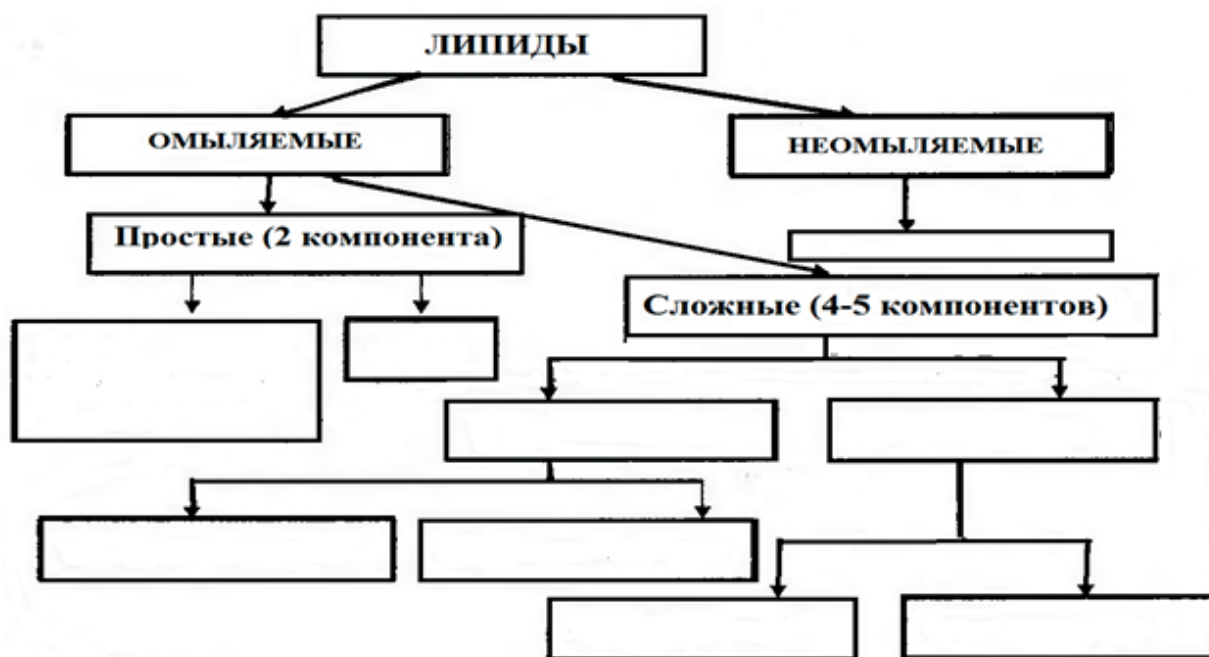 ЛИПИДЫ
ОМЫЛЯЕМЫЕ
НЕОМЫЛЯЕМЫЕ
Простые (2 компонента)
Сложные (4-5 компонентов)